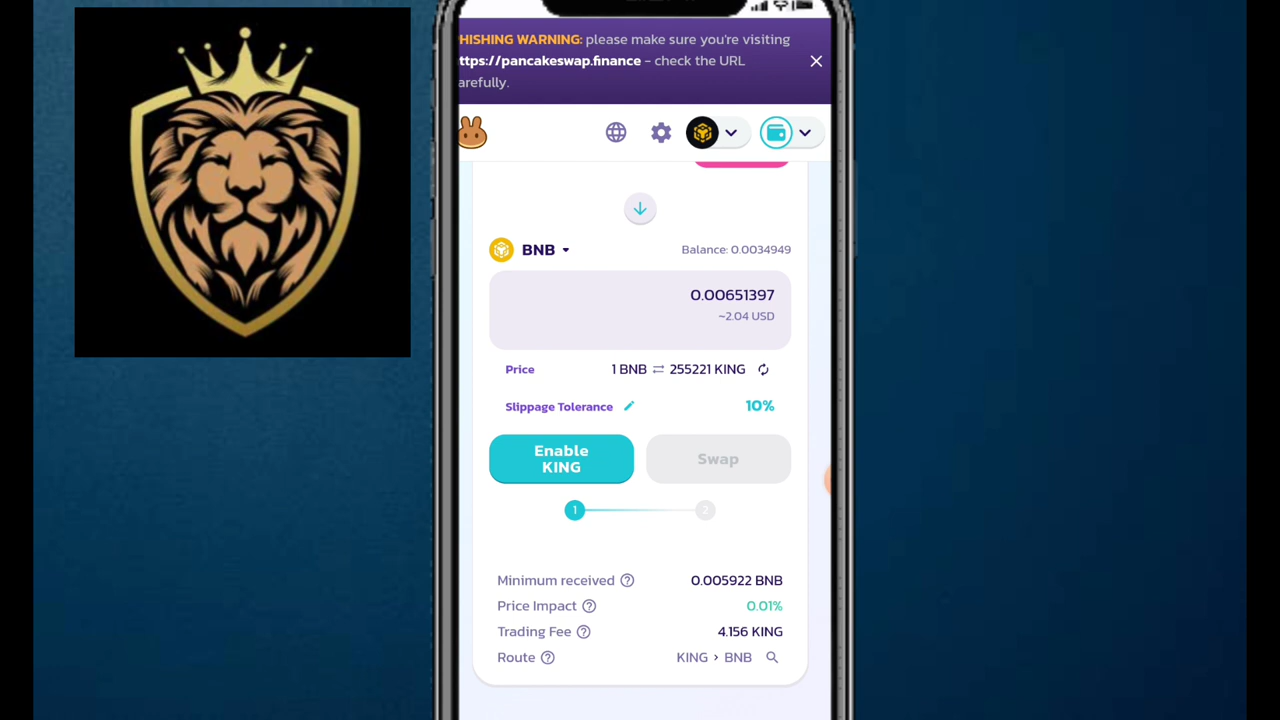 HISHING WARNING: please make sure you're visiting
ttps://pancakeswap.finance - check the URL
arefully.
BNB
Balance: 0.0034949
0.00651397
~2.04 USD
Price 1 BNB ⇄ 255221 KING
Slippage Tolerance 10%
Enable
KING
Swap
1 2
Minimum received 0.005922 BNB
Price Impact 0.01%
Trading Fee 4.156 KING
Route KING > BNB